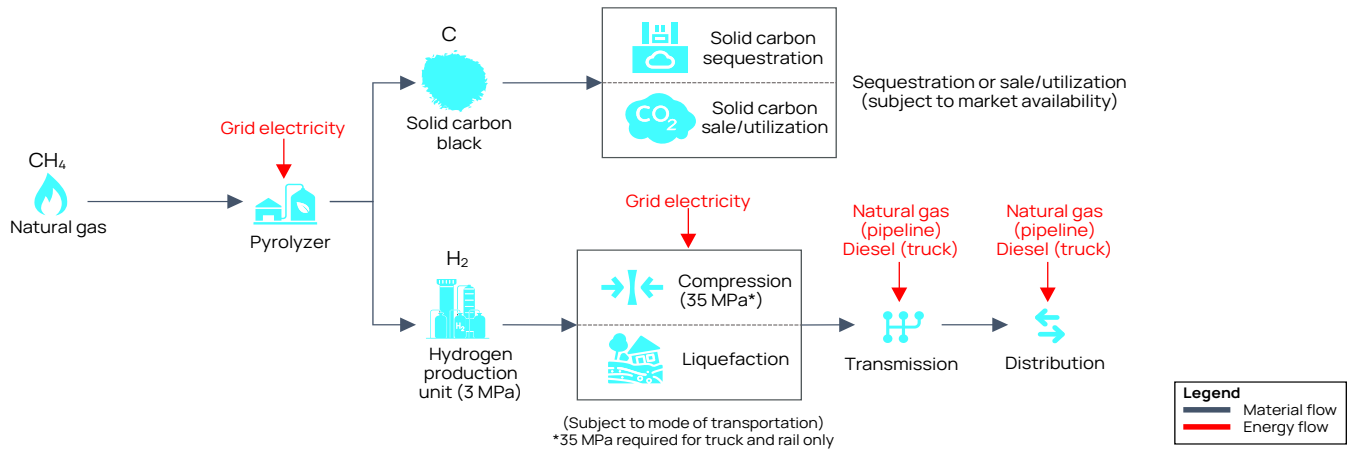 C
Solid carbon
black
Solid carbon
sequestration
CO₂
Solid carbon
sale/utilization
Sequestration or sale/utilization
(subject to market availability)
Grid electricity
CH₄
Natural gas
Pyrolyzer
H₂
H₂
Hydrogen
production
unit (3 MPa)
Grid electricity
Compression
(35 MPa*)
Liquefaction
(Subject to mode of transportation)
*35 MPa required for truck and rail only
Natural gas
(pipeline)
Diesel (truck)
Transmission
Natural gas
(pipeline)
Diesel (truck)
Distribution
Legend
Material flow
Energy flow